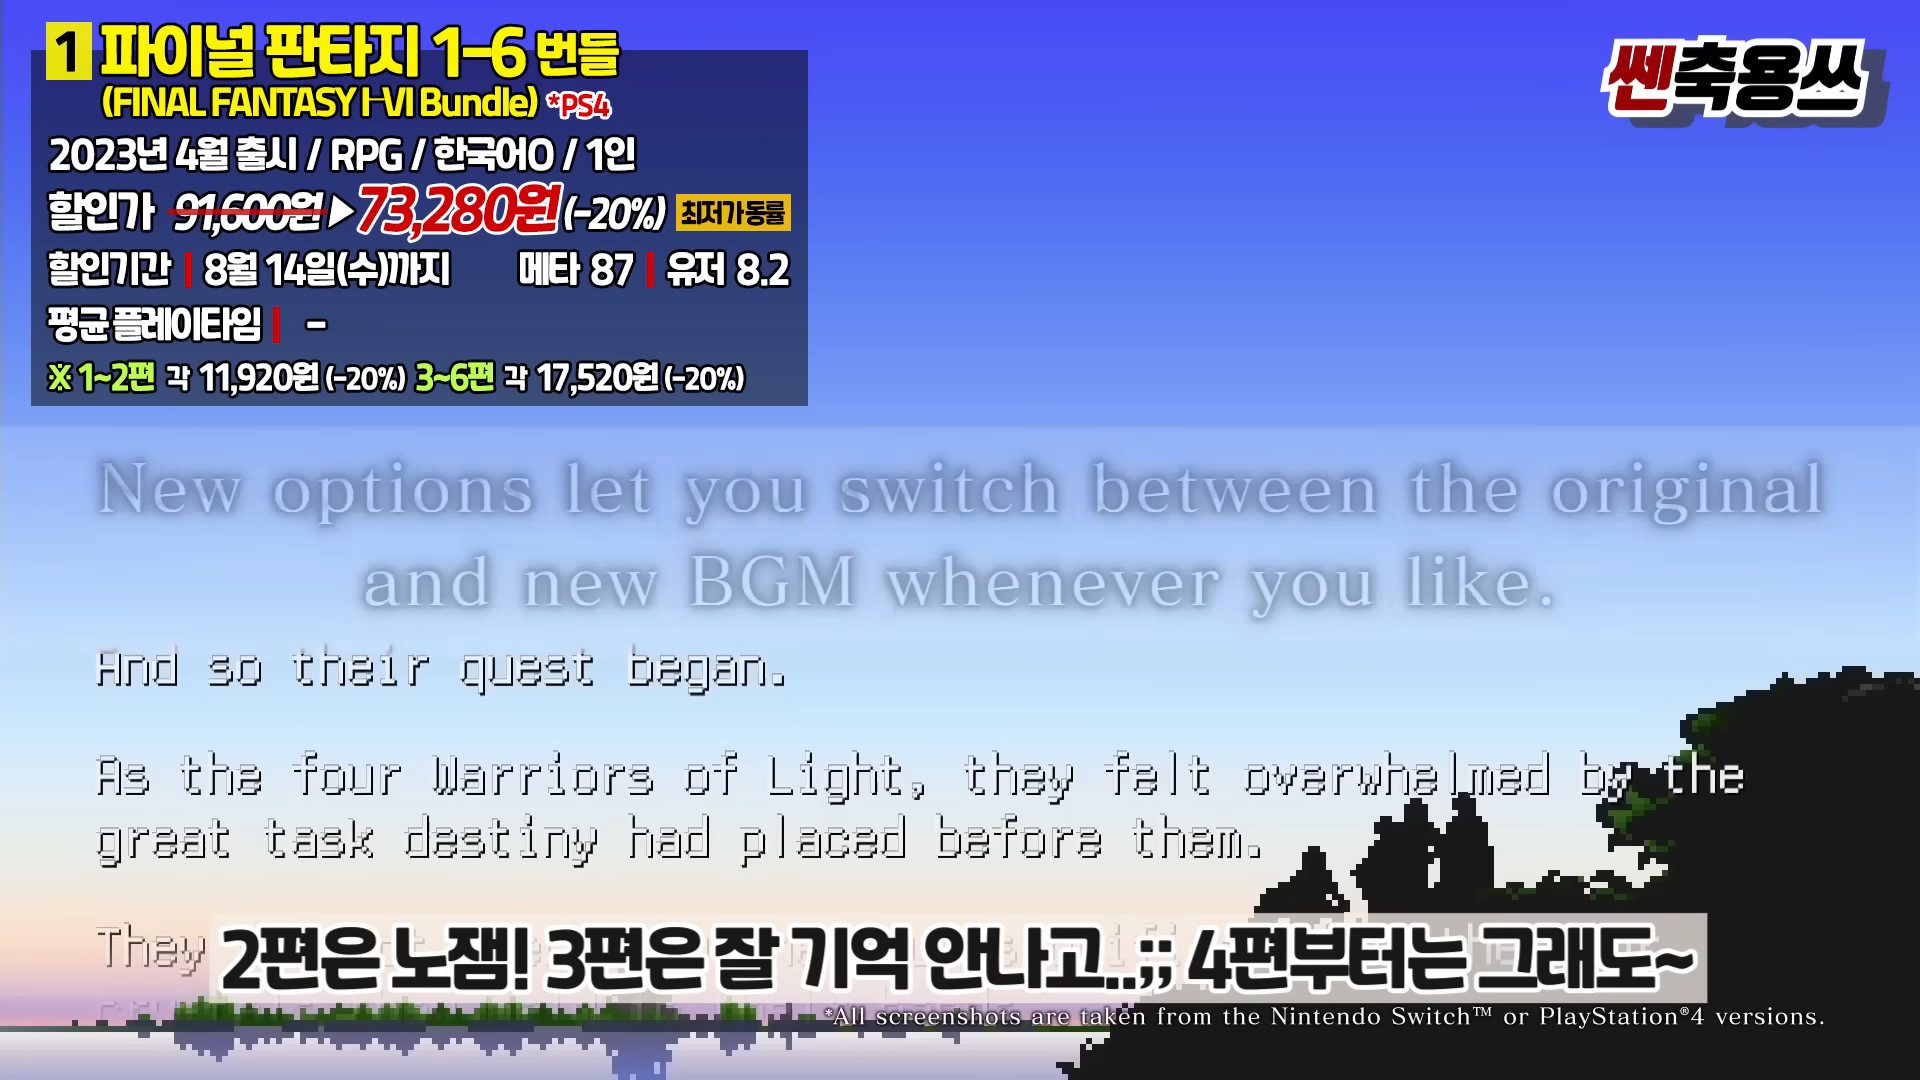 1 파이널 판타지 1-6 번들
(FINAL FANTASY I-VI Bundle) *PS4
2023년 4월 출시 / RPG / 한국어O / 1인
할인가 91,600원 ▶ 73,280원 (-20%) 최저가 동률
할인기간 | 8월 14일(수)까지 메타 87 | 유저 8.2
평균 플레이타임 | -
※ 1~2편 각 11,920원 (-20%) 3~6편 각 17,520원 (-20%)
쎈축용쓰
New options let you switch between the original
and new BGM whenever you like.
And so their quest began.
As the four Warriors of Light, they felt overwhelmed by the
great task destiny had placed before them.
They
2편은 노잼! 3편은 잘 기억 안나고..;; 4편부터는 그래도~
*All screenshots are taken from the Nintendo Switch™ or PlayStation®4 versions.